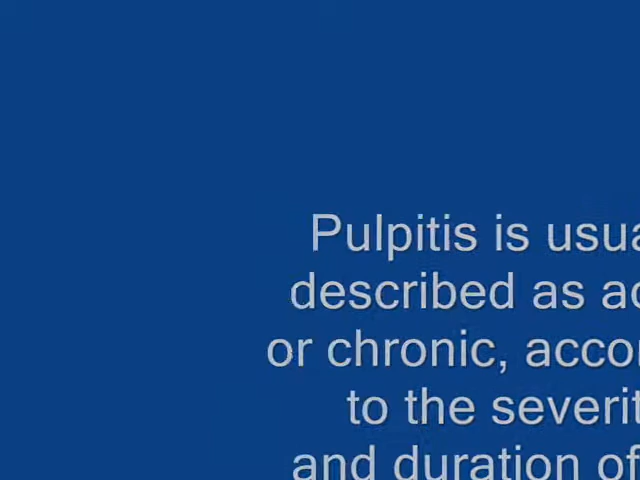 Pulpitis is usua
described as ac
or chronic, accor
to the severit
and duration of